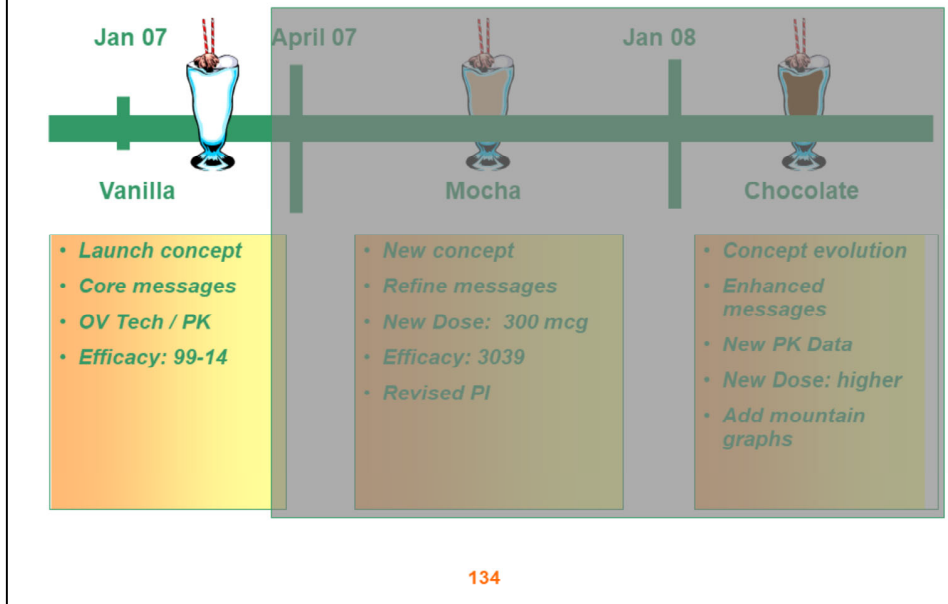 Jan 07
April 07
Jan 08
Vanilla
Mocha
Chocolate
• Launch concept
• Core messages
• OV Tech / PK
• Efficacy: 99-14
• New concept
• Refine messages
• New Dose: 300 mcg
• Efficacy: 3039
• Revised PI
• Concept evolution
• Enhanced
messages
• New PK Data
• New Dose: higher
• Add mountain
graphs
134